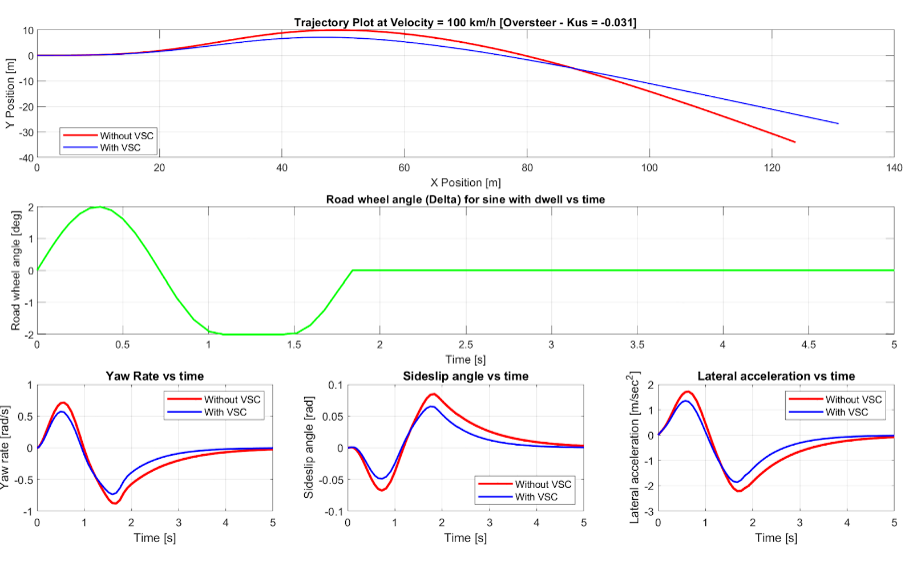 Trajectory Plot at Velocity = 100 km/h [Oversteer - Kus = -0.031]
Y Position [m]
10
0
-10
-20
-30
-40
Without VSC
With VSC
0 20 40 60 80 100 120 140
X Position [m]
Road wheel angle (Delta) for sine with dwell vs time
Road wheel angle [deg]
2
1
0
-1
-2
0 0.5 1 1.5 2 2.5 3 3.5 4 4.5 5
Time [s]
Yaw Rate vs time
Yaw rate [rad/s]
1
0.5
0
-0.5
-1
Without VSC
With VSC
0 1 2 3 4 5
Time [s]
Sideslip angle vs time
Sideslip angle [rad]
0.1
0.05
0
-0.05
-0.1
Without VSC
With VSC
0 1 2 3 4 5
Time [s]
Lateral acceleration vs time
Lateral acceleration [m/sec²]
2
1
0
-1
-2
-3
Without VSC
With VSC
0 1 2 3 4 5
Time [s]